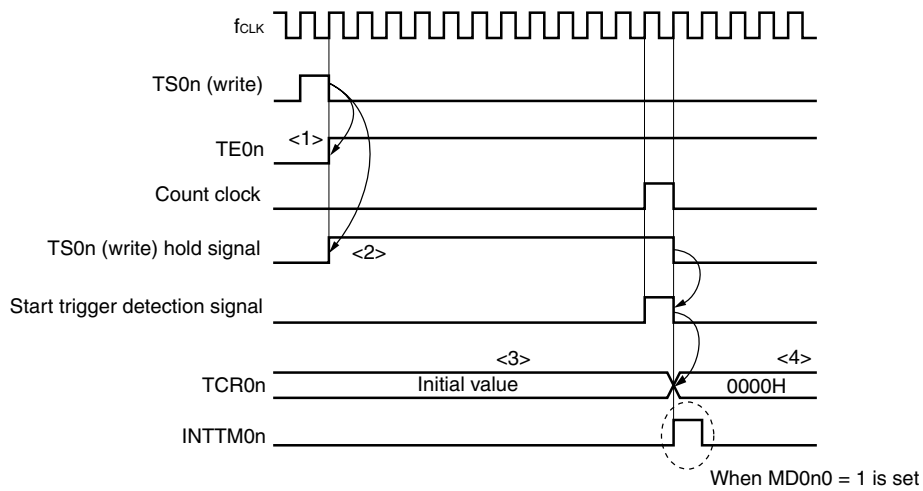 fCLK
TS0n (write)
<1>
TE0n
Count clock
TS0n (write) hold signal
<2>
Start trigger detection signal
<3>
<4>
TCR0n
Initial value
0000H
INTTM0n
When MD0n0 = 1 is set